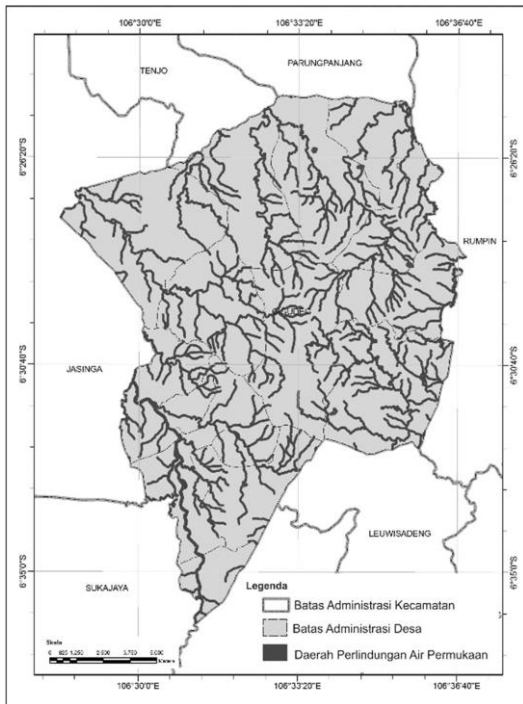 106°30'0"E 106°33'20"E 106°36'40"E
TENJO
PARUNGPANJANG
6°26'20"S 6°26'20"S
RUMPIN
JASINGA
6°30'40"S 6°30'40"S
LEUWISADENG
6°35'0"S 6°35'0"S
SUKAJAYA
Legenda
Batas Administrasi Kecamatan
Batas Administrasi Desa
Daerah Perlindungan Air Permukaan
Skala
106°30'0"E 106°33'20"E 106°36'40"E